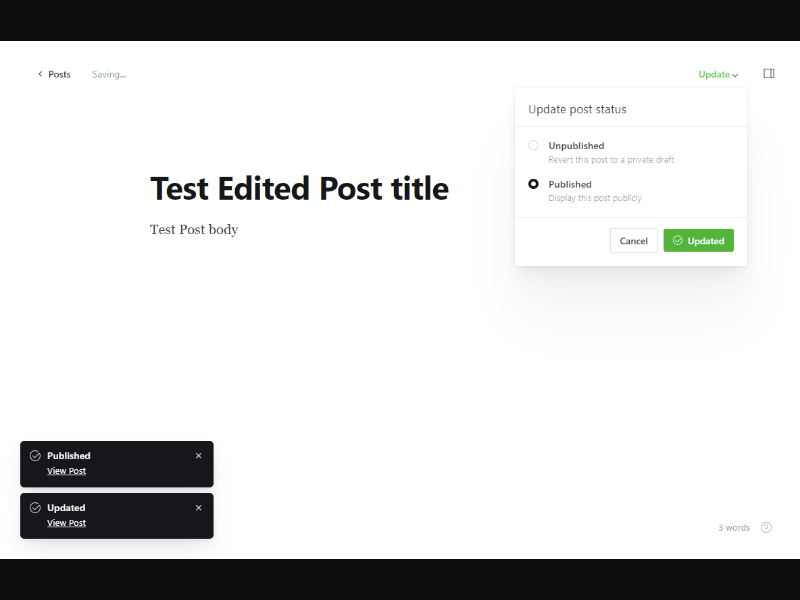 Posts
Saving...
Update
Update post status
Unpublished
Revert this post to a private draft
Published
Display this post publicly
Cancel
Updated
Test Edited Post title
Test Post body
Published
View Post
Updated
View Post
3 words
?